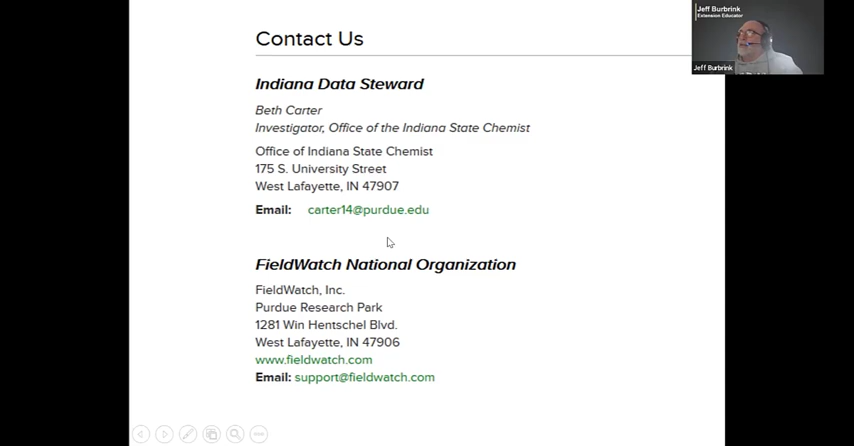 Contact Us
Indiana Data Steward
Beth Carter
Investigator, Office of the Indiana State Chemist
Office of Indiana State Chemist
175 S. University Street
West Lafayette, IN 47907
Email: carter14@purdue.edu
FieldWatch National Organization
FieldWatch, Inc.
Purdue Research Park
1281 Win Hentschel Blvd.
West Lafayette, IN 47906
www.fieldwatch.com
Email: support@fieldwatch.com
Jeff Burbrink
Extension Educator
Jeff Burbrink